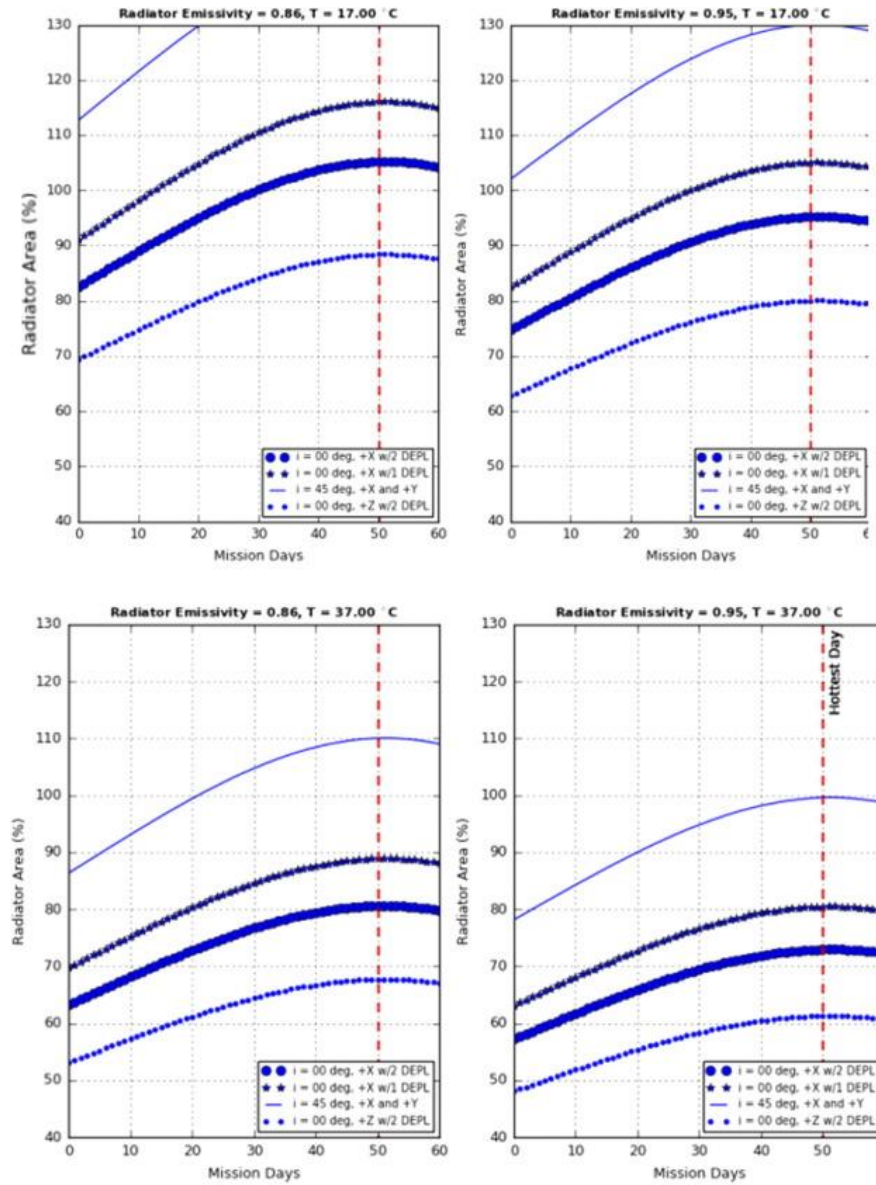 Radiator Emissivity = 0.86, T = 17.00 °C
130
120
110
100
90
80
70
60
50
40
Radiator Area (%)
0 10 20 30 40 50 60
Mission Days
i = 00 deg, +X w/2 DEPL
i = 00 deg, +X w/1 DEPL
i = 45 deg, +X and +Y
i = 00 deg, +Z w/2 DEPL
Radiator Emissivity = 0.95, T = 17.00 °C
130
120
110
100
90
80
70
60
50
40
Radiator Area (%)
0 10 20 30 40 50 6
Mission Days
i = 00 deg, +X w/2 DEPL
i = 00 deg, +X w/1 DEPL
i = 45 deg, +X and +Y
i = 00 deg, +Z w/2 DEPL
Radiator Emissivity = 0.86, T = 37.00 °C
130
120
110
100
90
80
70
60
50
40
Radiator Area (%)
0 10 20 30 40 50 60
Mission Days
i = 00 deg, +X w/2 DEPL
i = 00 deg, +X w/1 DEPL
i = 45 deg, +X and +Y
i = 00 deg, +Z w/2 DEPL
Radiator Emissivity = 0.95, T = 37.00 °C
130
120
110
100
90
80
70
60
50
40
Radiator Area (%)
Hottest Day
0 10 20 30 40 50
Mission Days
i = 00 deg, +X w/2 DEPL
i = 00 deg, +X w/1 DEPL
i = 45 deg, +X and +Y
i = 00 deg, +Z w/2 DEPL